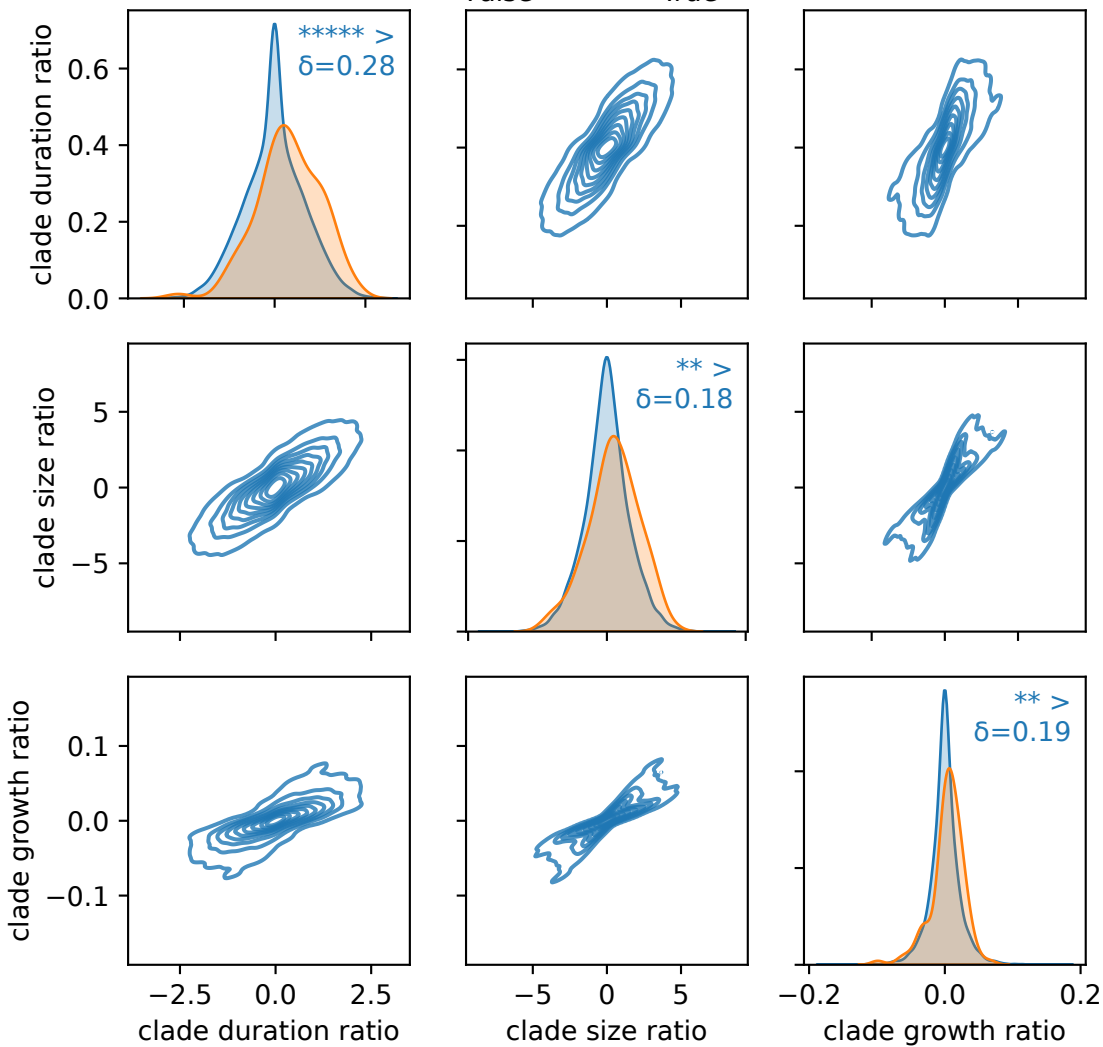 True
clade duration ratio
0.6
0.4
0.2
0.0
***** >
δ=0.28
clade size ratio
5
0
−5
** >
δ=0.18
clade growth ratio
0.1
0.0
−0.1
** >
δ=0.19
−2.5
0.0
2.5
−5
0
5
−0.2
0.0
0.2
clade duration ratio
clade size ratio
clade growth ratio